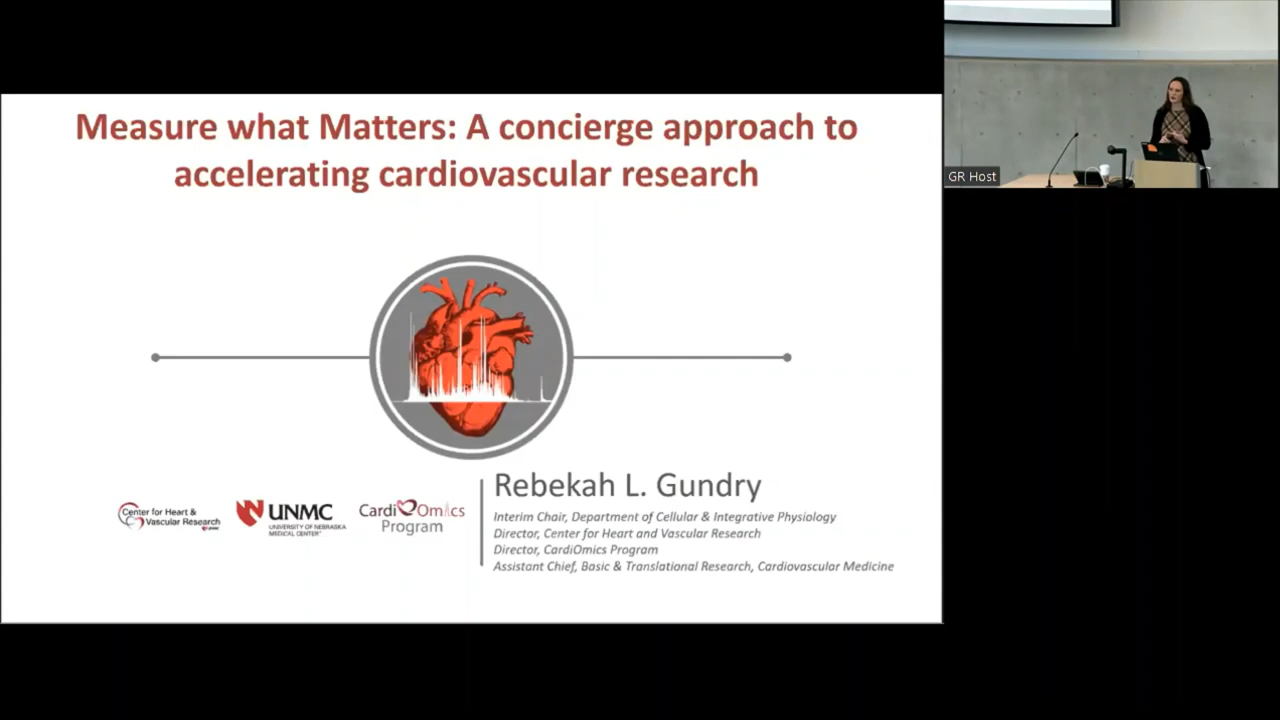 Measure what Matters: A concierge approach to
accelerating cardiovascular research
GR Host
Rebekah L. Gundry
Interim Chair, Department of Cellular & Integrative Physiology
Director, Center for Heart and Vascular Research
Director, CardiOmics Program
Assistant Chief, Basic & Translational Research, Cardiovascular Medicine
Center for Heart &
Vascular Research
UNMC
UNIVERSITY OF NEBRASKA
MEDICAL CENTER
CardiOmics
Program